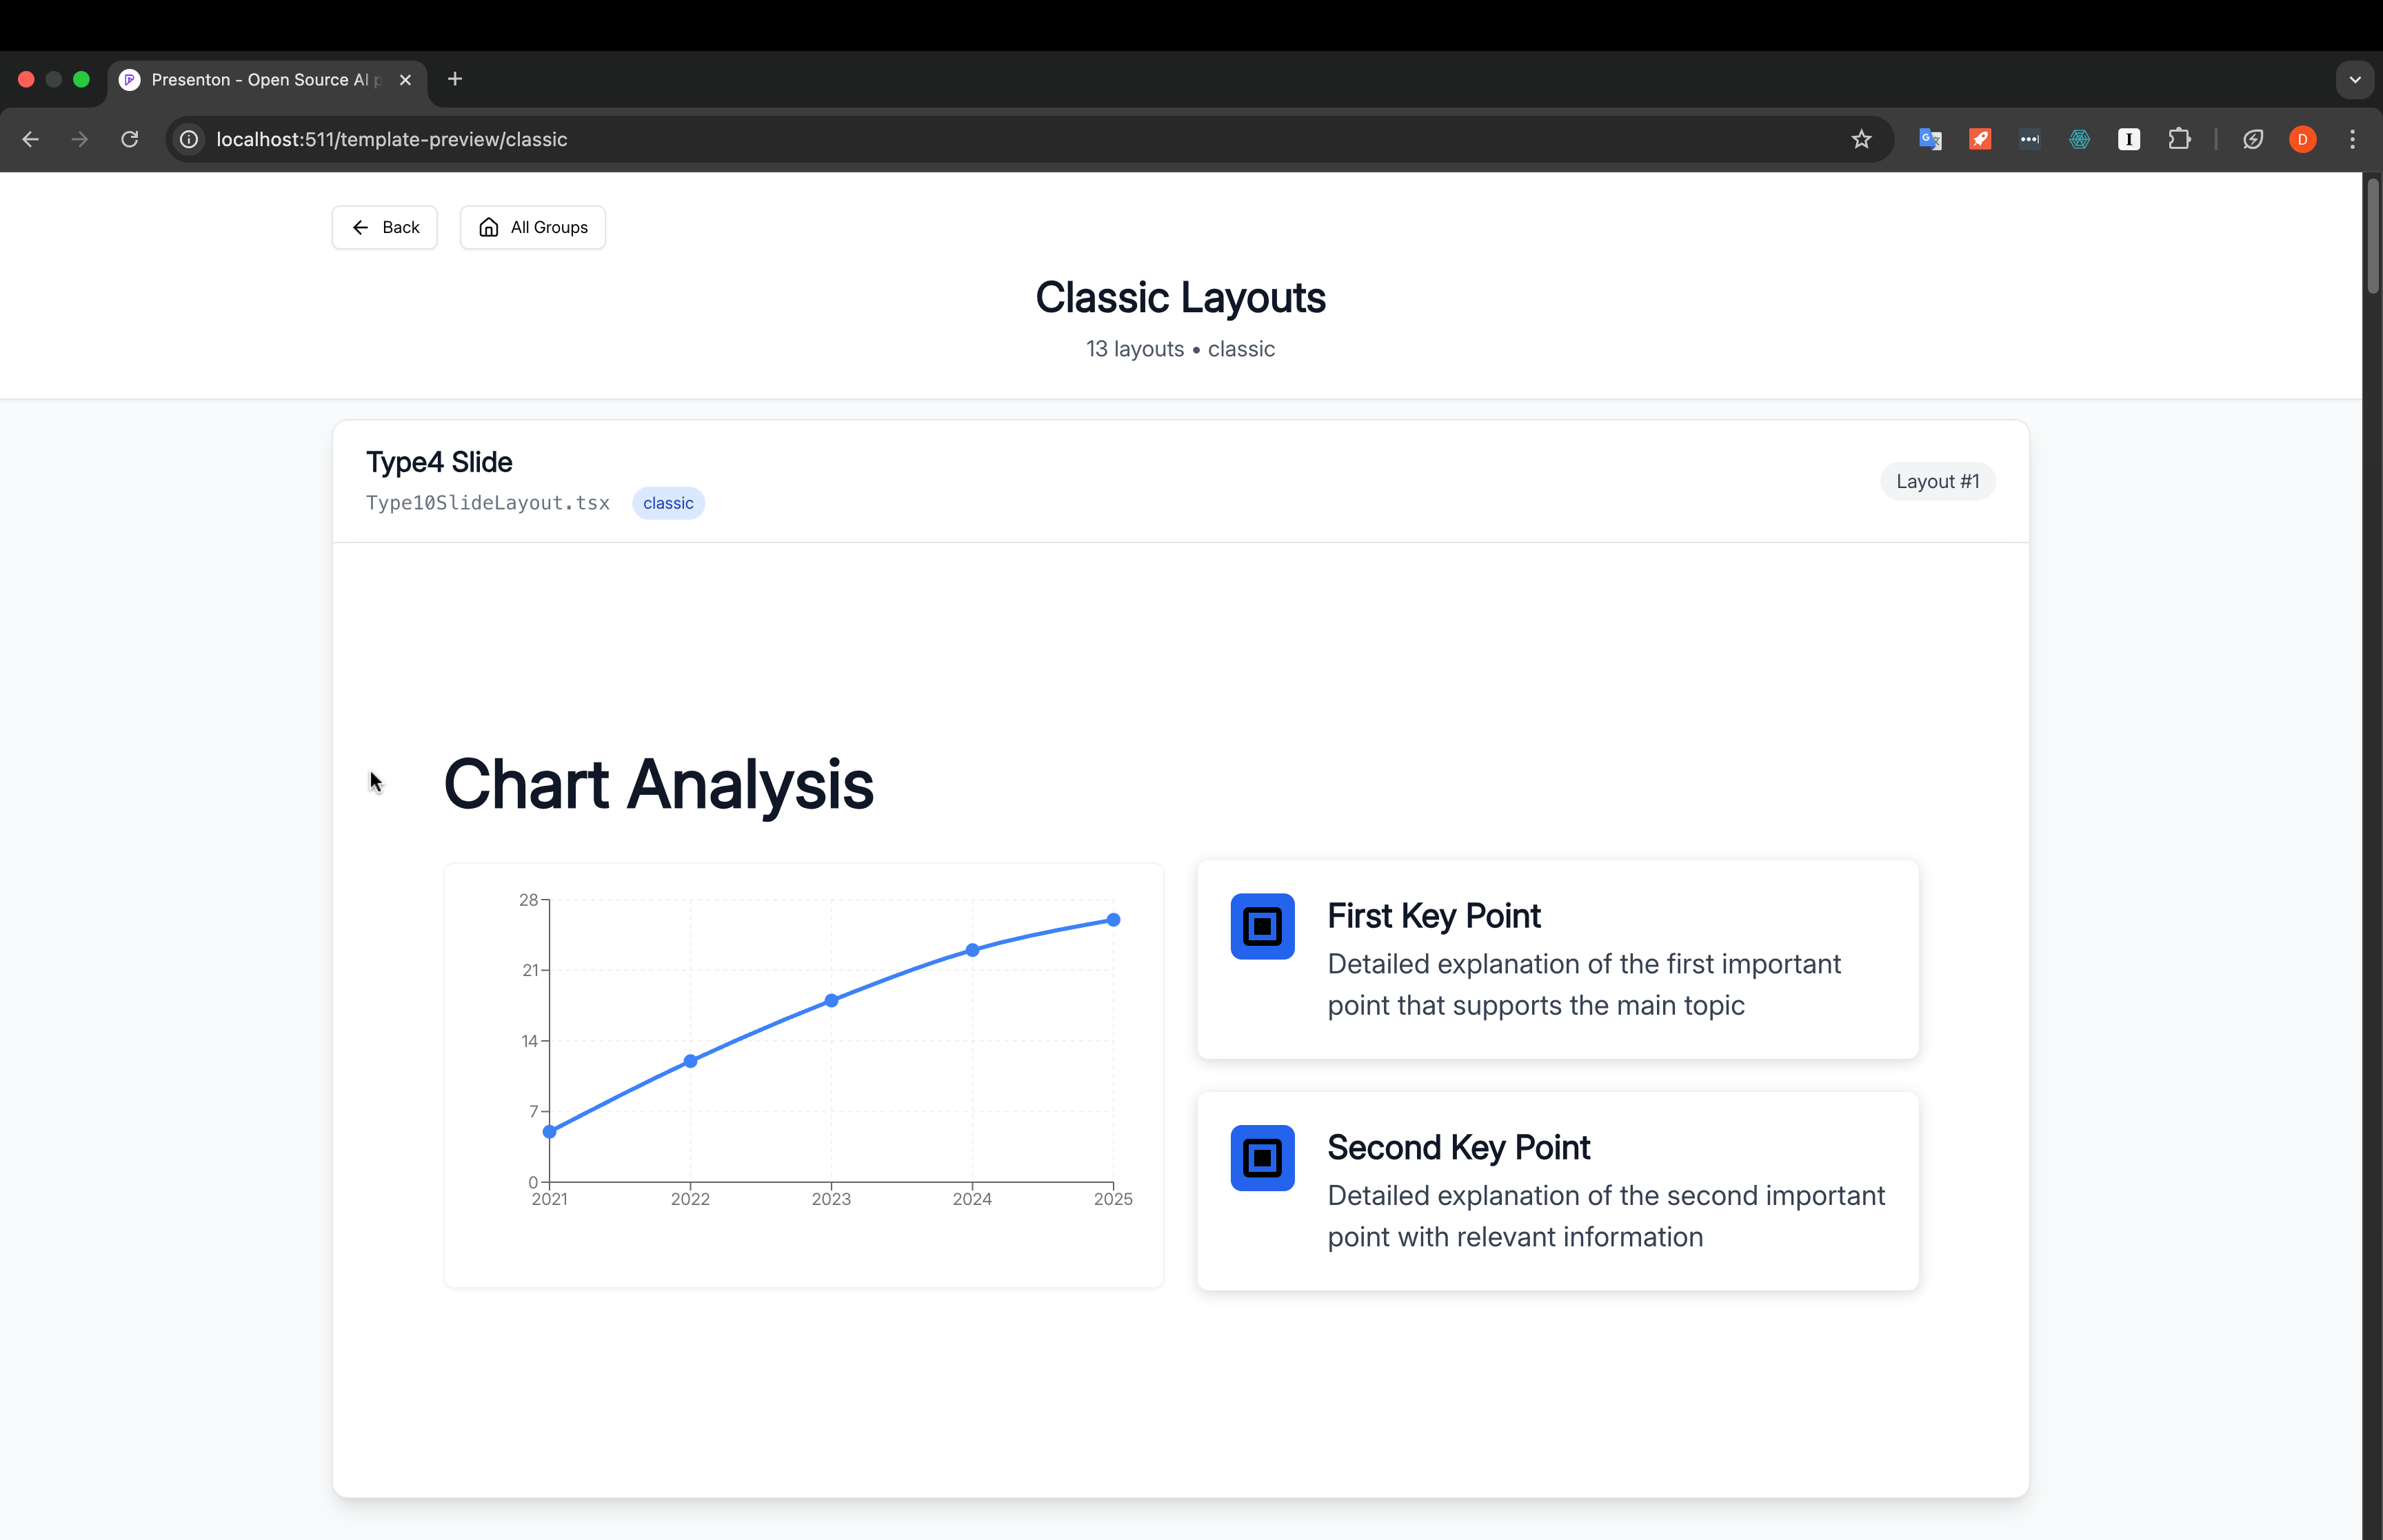 Presenton - Open Source AI p
localhost:511/template-preview/classic
D
Back
All Groups
Classic Layouts
13 layouts • classic
Type4 Slide
Type10SlideLayout.tsx
classic
Layout #1
Chart Analysis
28
21
14
7
0
2021
2022
2023
2024
2025
First Key Point
Detailed explanation of the first important
point that supports the main topic
Second Key Point
Detailed explanation of the second important
point with relevant information